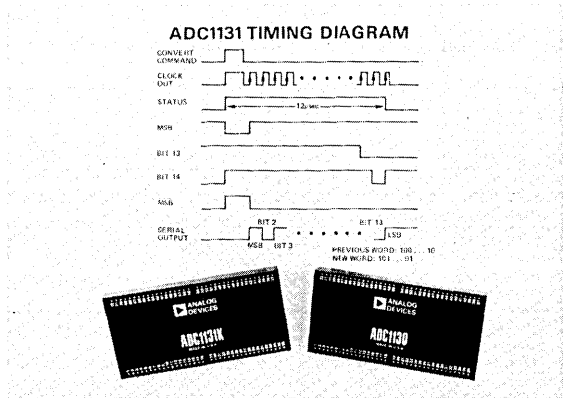 ADC1131 TIMING DIAGRAM
CONVERT
COMMAND
CLOCK
OUT
STATUS
12μsec
MSB
BIT 13
BIT 14
MSB
SERIAL
OUTPUT
BIT 2
BIT 13
MSB
BIT 3
LSB
PREVIOUS WORD: 100 . . . 10
NEW WORD: 101 . . . 01
ANALOG
DEVICES
ADC1131K
ANALOG
DEVICES
ADC1130